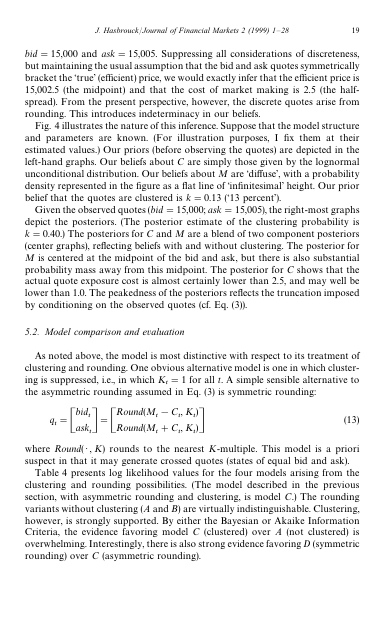 J. Hasbrouck/Journal of Financial Markets 2 (1999) 1–28 19
bid = 15,000 and ask = 15,005. Suppressing all considerations of discreteness,
but maintaining the usual assumption that the bid and ask quotes symmetrically
bracket the 'true' (efficient) price, we would exactly infer that the efficient price is
15,002.5 (the midpoint) and that the cost of market making is 2.5 (the half-
spread). From the present perspective, however, the discrete quotes arise from
rounding. This introduces indeterminacy in our beliefs.
Fig. 4 illustrates the nature of this inference. Suppose that the model structure
and parameters are known. (For illustration purposes, I fix them at their
estimated values.) Our priors (before observing the quotes) are depicted in the
left-hand graphs. Our beliefs about C are simply those given by the lognormal
unconditional distribution. Our beliefs about M are 'diffuse', with a probability
density represented in the figure as a flat line of 'infinitesimal' height. Our prior
belief that the quotes are clustered is k = 0.13 ('13 percent').
Given the observed quotes (bid = 15,000; ask = 15,005), the right-most graphs
depict the posteriors. (The posterior estimate of the clustering probability is
k = 0.40.) The posteriors for C and M are a blend of two component posteriors
(center graphs), reflecting beliefs with and without clustering. The posterior for
M is centered at the midpoint of the bid and ask, but there is also substantial
probability mass away from this midpoint. The posterior for C shows that the
actual quote exposure cost is almost certainly lower than 2.5, and may well be
lower than 1.0. The peakedness of the posteriors reflects the truncation imposed
by conditioning on the observed quotes (cf. Eq. (3)).
5.2. Model comparison and evaluation
As noted above, the model is most distinctive with respect to its treatment of
clustering and rounding. One obvious alternative model is one in which cluster-
ing is suppressed, i.e., in which Kₜ = 1 for all t. A simple sensible alternative to
the asymmetric rounding assumed in Eq. (3) is symmetric rounding:
qₜ = [bidₜ askₜ] = [Round(Mₜ − Cₜ, Kₜ) Round(Mₜ + Cₜ, Kₜ)] (13)
where Round(·, K) rounds to the nearest K-multiple. This model is a priori
suspect in that it may generate crossed quotes (states of equal bid and ask).
Table 4 presents log likelihood values for the four models arising from the
clustering and rounding possibilities. (The model described in the previous
section, with asymmetric rounding and clustering, is model C.) The rounding
variants without clustering (A and B) are virtually indistinguishable. Clustering,
however, is strongly supported. By either the Bayesian or Akaike Information
Criteria, the evidence favoring model C (clustered) over A (not clustered) is
overwhelming. Interestingly, there is also strong evidence favoring D (symmetric
rounding) over C (asymmetric rounding).